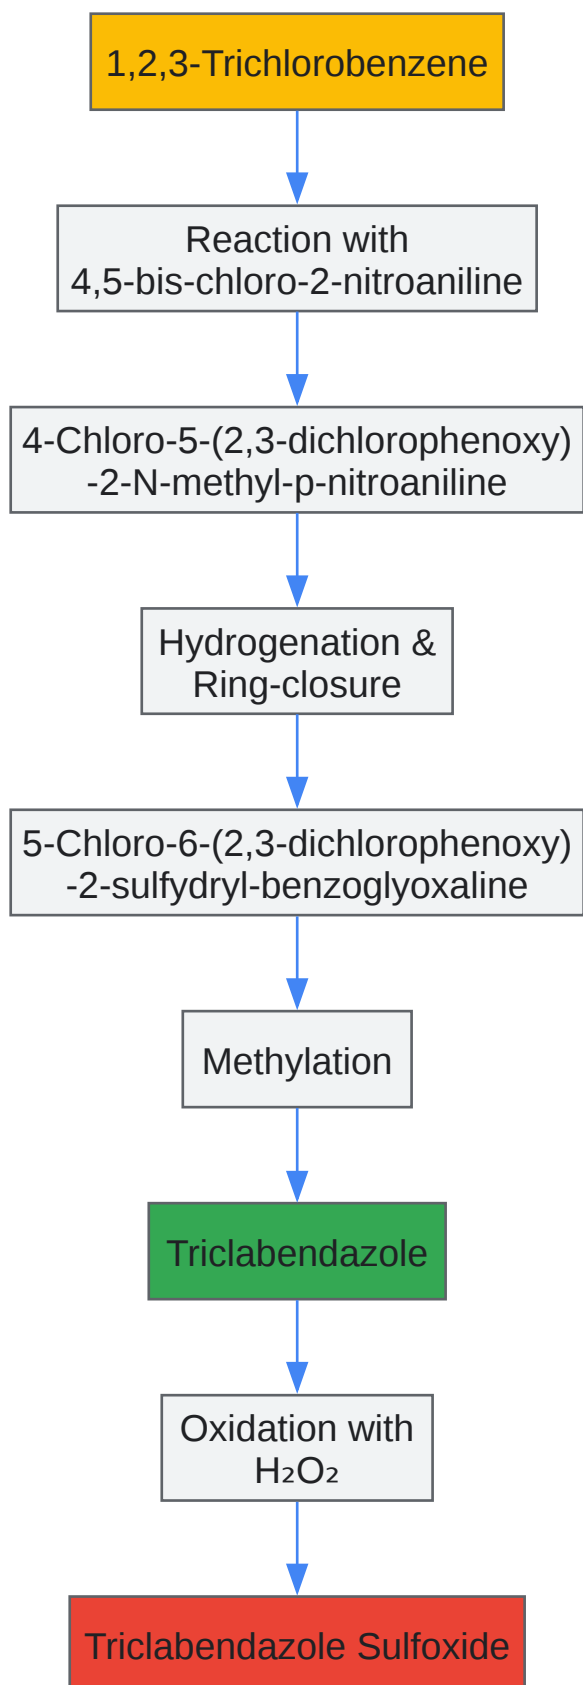 1,2,3-Trichlorobenzene
Reaction with
4,5-bis-chloro-2-nitroaniline
4-Chloro-5-(2,3-dichlorophenoxy)
-2-N-methyl-p-nitroaniline
Hydrogenation &
Ring-closure
5-Chloro-6-(2,3-dichlorophenoxy)
-2-sulfydryl-benzoglyoxaline
Methylation
Triclabendazole
Oxidation with
H₂O₂
Triclabendazole Sulfoxide